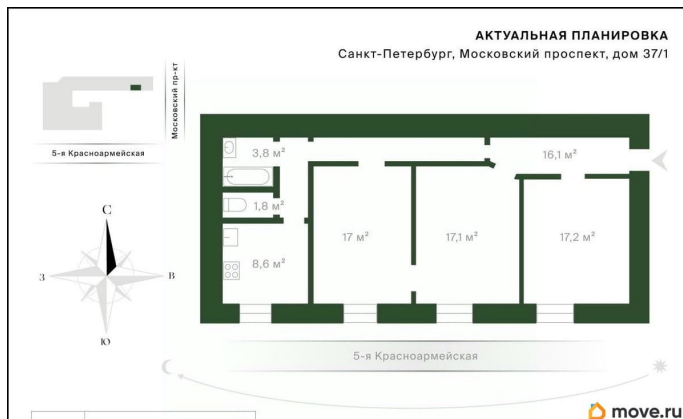 АКТУАЛЬНАЯ ПЛАНИРОВКА
Санкт-Петербург, Московский проспект, дом 37/1
Московский пр-кт
5-я Красноармейская
3,8 м²
16,1 м²
1,8 м²
17 м²
17,1 м²
17,2 м²
8,6 м²
С
З
В
Ю
5-я Красноармейская
move.ru